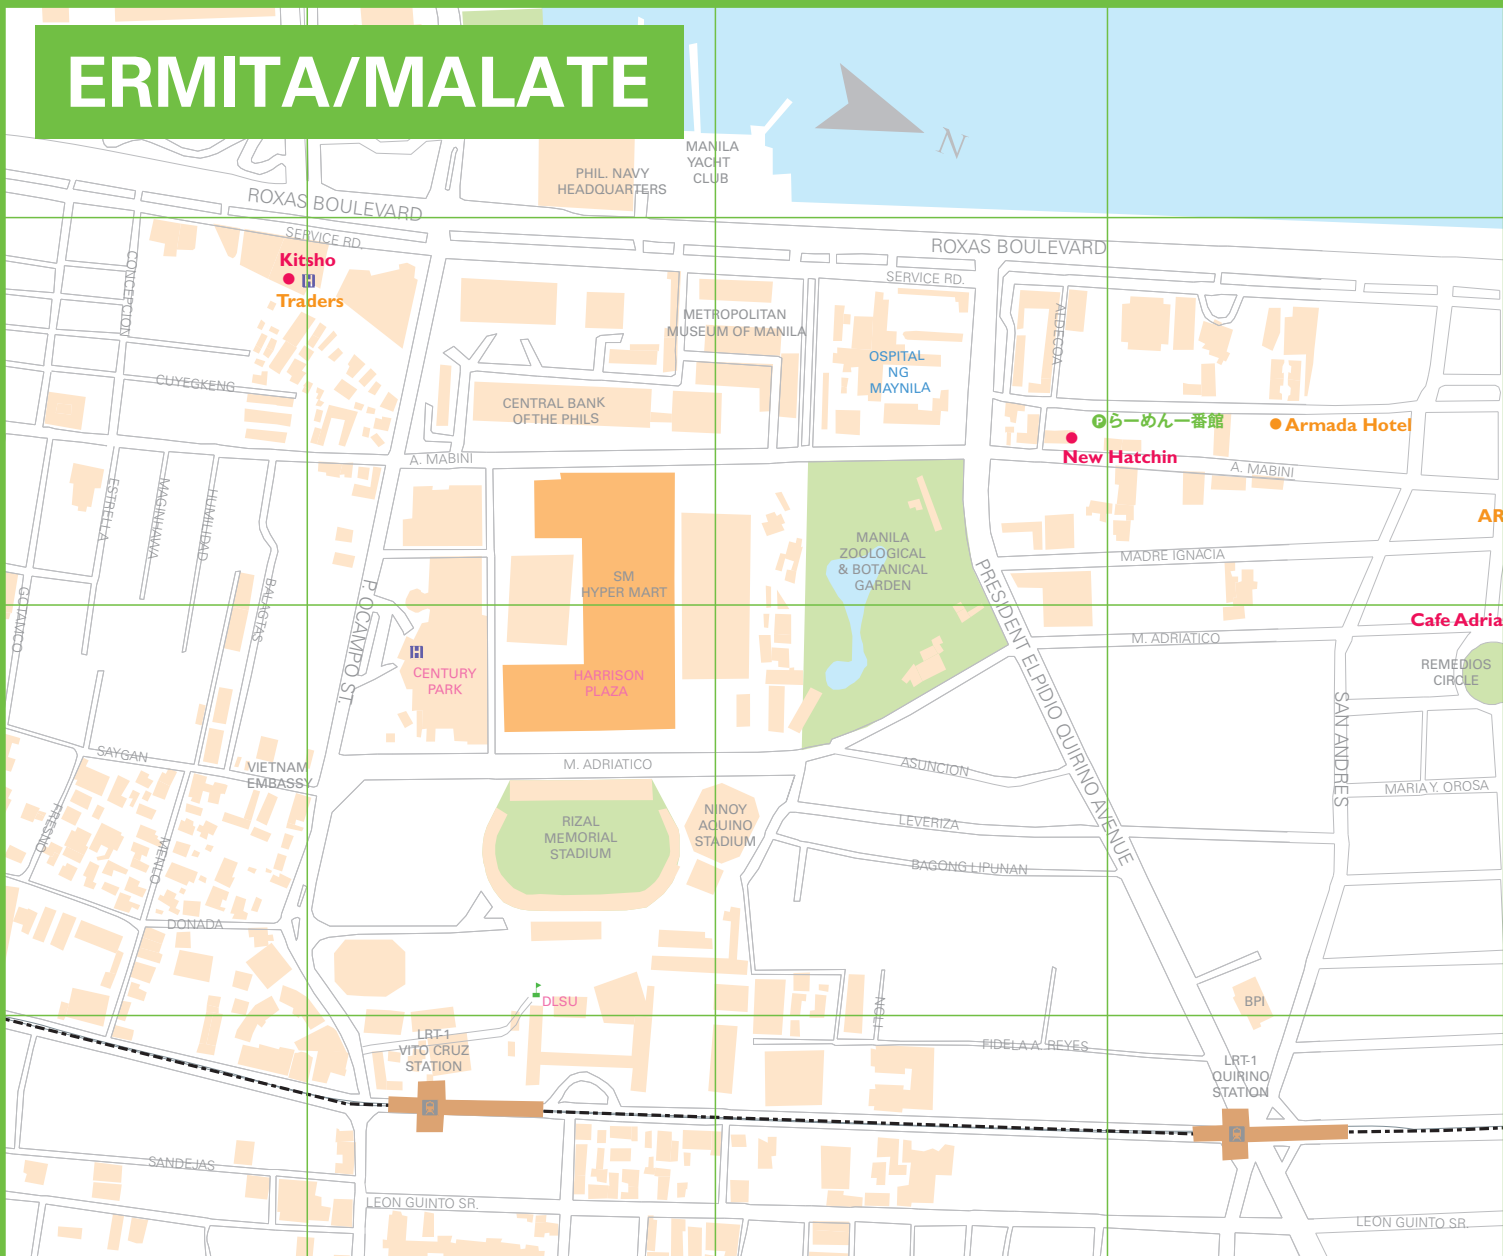 ERMITA/MALATE
N
MANILA
YACHT
CLUB
PHIL. NAVY
HEADQUARTERS
ROXAS BOULEVARD
SERVICE RD.
ROXAS BOULEVARD
SERVICE RD.
Kitsho
H
Traders
CONCEPCION
METROPOLITAN
MUSEUM OF MANILA
ALDECOA
OSPITAL
NG
MAYNILA
CUYEGKENG
CENTRAL BANK
OF THE PHILS
P らーめん一番館
Armada Hotel
New Hatchin
A. MABINI
A. MABINI
ESTRELLA
MAGINHAWA
HUMILIDAD
AR
MANILA
ZOOLOGICAL
& BOTANICAL
GARDEN
MADRE IGNACIA
SM
HYPER MART
GOTAMCO
BALAGTAS
P. OCAMPO ST.
PRESIDENT ELPIDIO QUIRINO AVENUE
Cafe Adria
M. ADRIATICO
H
CENTURY
PARK
HARRISON
PLAZA
REMEDIOS
CIRCLE
SAN ANDRES
SAYGAN
VIETNAM
EMBASSY
M. ADRIATICO
ASUNCION
MARIA Y. OROSA
FRESNO
MENLO
RIZAL
MEMORIAL
STADIUM
NINOY
AQUINO
STADIUM
LEVERIZA
BAGONG LIPUNAN
DONADA
DLSU
NGLI
BPI
LRT-1
VITO CRUZ
STATION
FIDELA A. REYES
LRT-1
QUIRINO
STATION
SANDEJAS
LEON GUINTO SR.
LEON GUINTO SR.